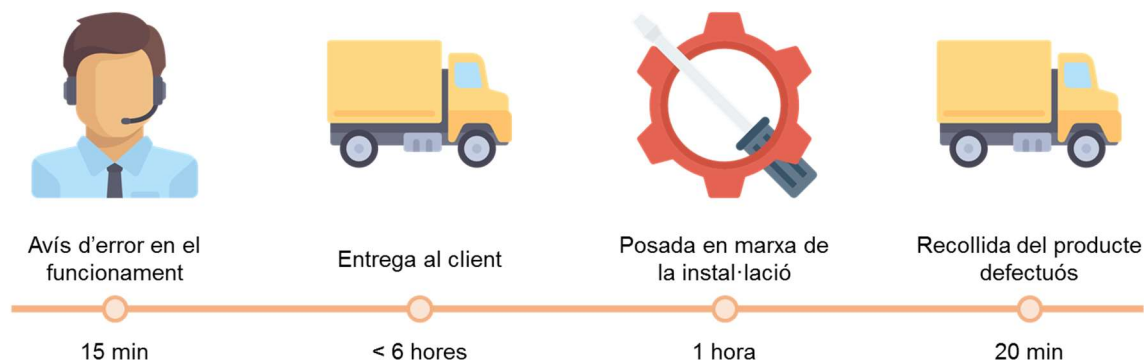 Avís d'error en el
funcionament
Entrega al client
Posada en marxa de
la instal·lació
Recollida del producte
defectuós
15 min
< 6 hores
1 hora
20 min